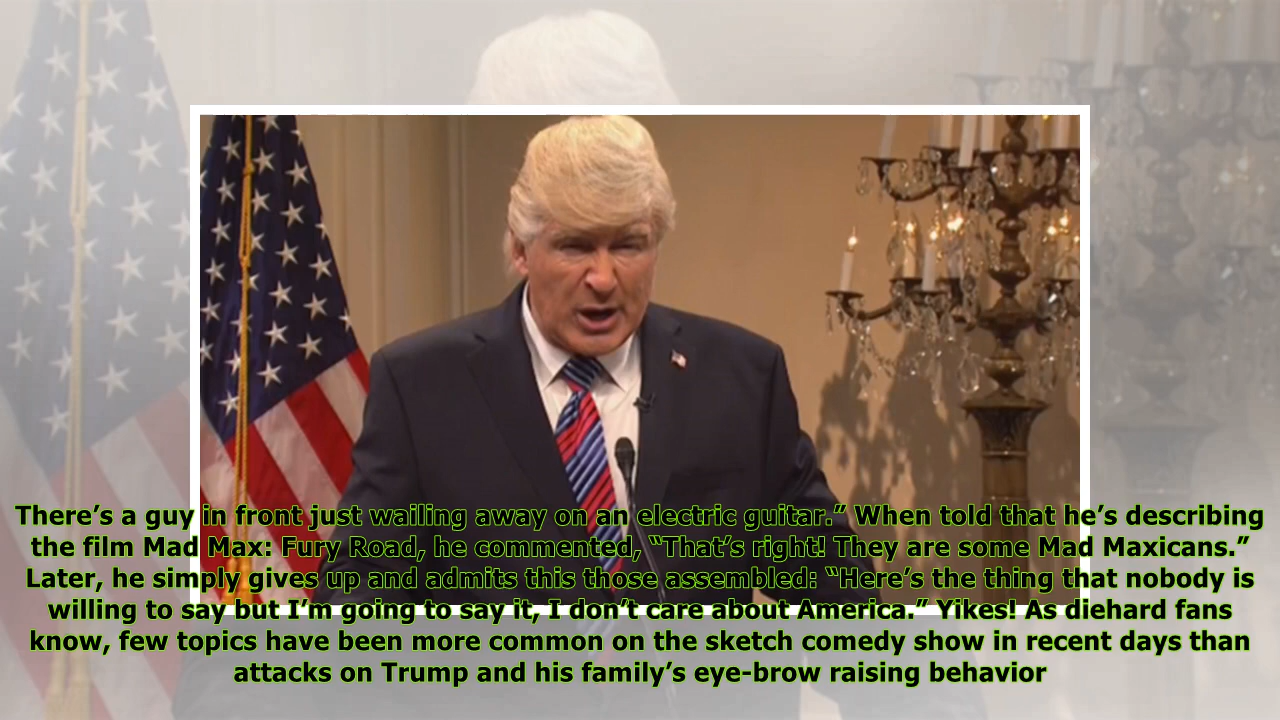 There’s a guy in front just wailing away on an electric guitar.” When told that he’s describing
the film Mad Max: Fury Road, he commented, “That’s right! They are some Mad Maxicans.”
Later, he simply gives up and admits this those assembled: “Here’s the thing that nobody is
willing to say but I’m going to say it, I don’t care about America.” Yikes! As diehard fans
know, few topics have been more common on the sketch comedy show in recent days than
attacks on Trump and his family’s eye-brow raising behavior